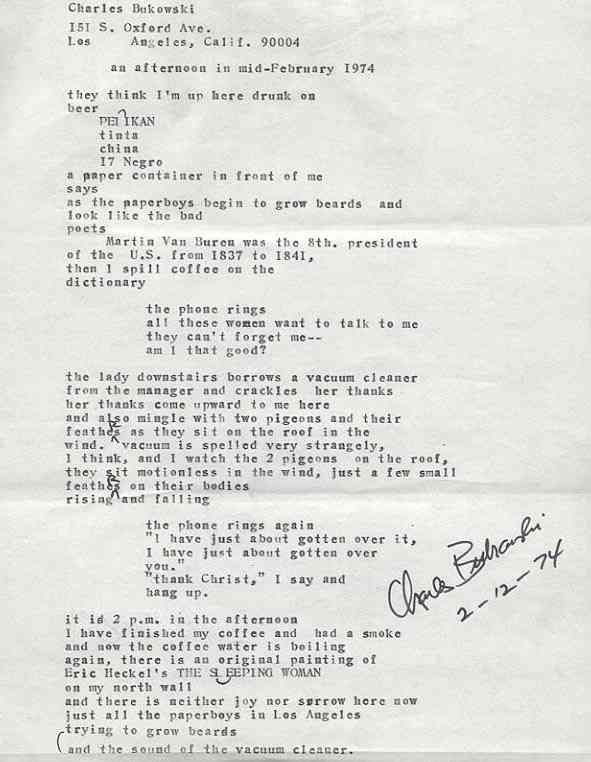 Charles Bukowski
151 S. Oxford Ave.
Los Angeles, Calif. 90004
an afternoon in mid-February 1974
they think I'm up here drunk on
beer
PELIKAN
tinta
china
17 Negro
a paper container in front of me
says
as the paperboys begin to grow beards and
look like the bad
poets
Martin Van Buren was the 8th. president
of the U.S. from 1837 to 1841,
then I spill coffee on the
dictionary
the phone rings
all these women want to talk to me
they can't forget me--
am I that good?
the lady downstairs borrows a vacuum cleaner
from the manager and crackles her thanks
her thanks come upward to me here
and also mingle with two pigeons and their
feathers as they sit on the roof in the
wind. vacuum is spelled very strangely,
I think, and I watch the 2 pigeons on the roof,
they sit motionless in the wind, just a few small
feathers on their bodies
rising and falling
the phone rings again
"I have just about gotten over it,
I have just about gotten over
you."
"thank Christ," I say and
hang up.
Charles Bukowski
2-12-74
it is 2 p.m. in the afternoon
I have finished my coffee and had a smoke
and now the coffee water is boiling
again, there is an original painting of
Eric Heckel's THE SLEEPING WOMAN
on my north wall
and there is neither joy nor sorrow here now
just all the paperboys in Los Angeles
trying to grow beards
and the sound of the vacuum cleaner.